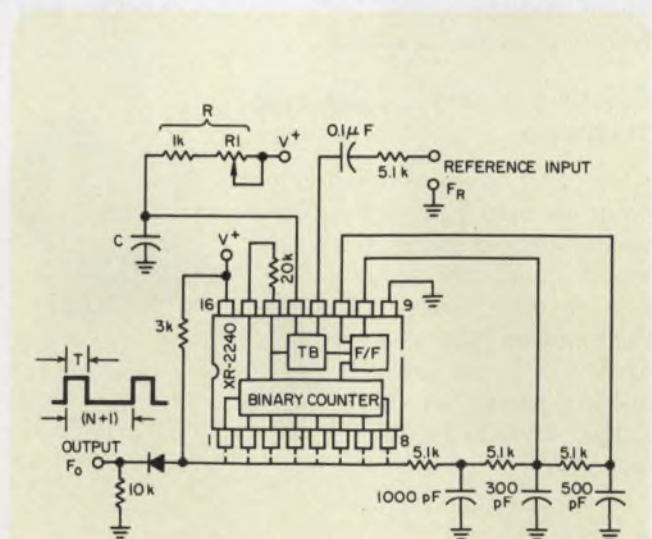 R
1k
R1
V+
0.1µF
5.1k
REFERENCE INPUT
FR
C
V+
20k
16
9
3k
XR-2240
TB
F/F
BINARY COUNTER
T
(N+1)
1
8
OUTPUT
Fo
10k
5.1k
5.1k
5.1k
1000 pF
300 pF
500 pF